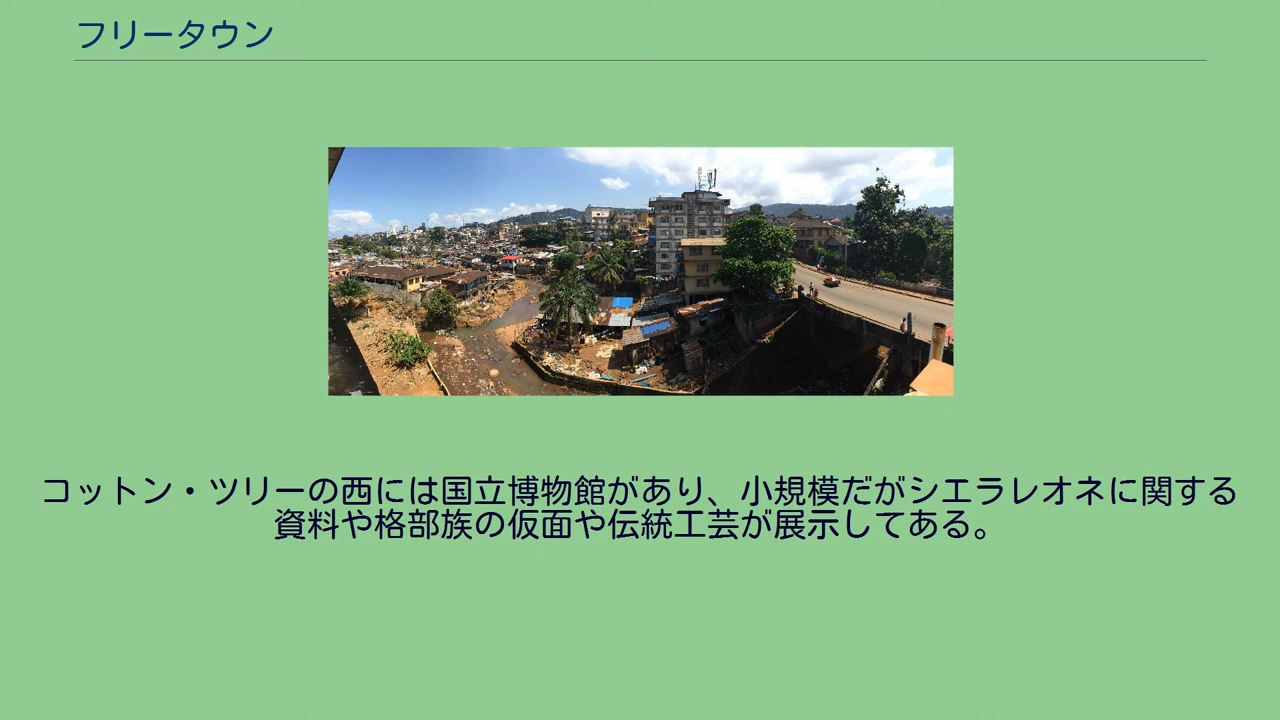 フリータウン
コットン・ツリーの西には国立博物館があり、小規模だがシエラレオネに関する
資料や格部族の仮面や伝統工芸が展示してある。